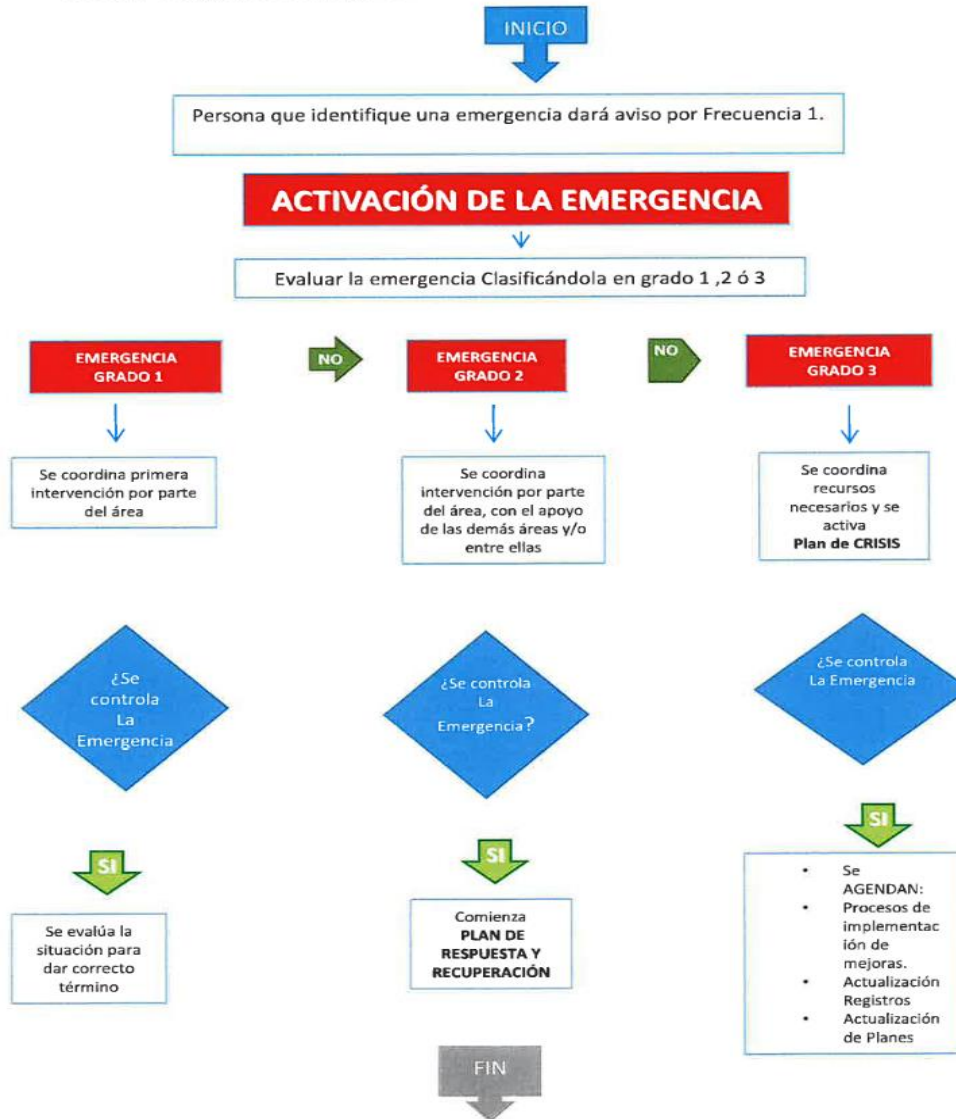 INICIO
Persona que identifique una emergencia dará aviso por Frecuencia 1.
ACTIVACIÓN DE LA EMERGENCIA
Evaluar la emergencia Clasificándola en grado 1 ,2 ó 3
EMERGENCIA
GRADO 1
NO
EMERGENCIA
GRADO 2
NO
EMERGENCIA
GRADO 3
Se coordina primera
intervención por parte
del área
Se coordina
intervención por parte
del área, con el apoyo
de las demás áreas y/o
entre ellas
Se coordina
recursos
necesarios y se
activa
Plan de CRISIS
¿Se
controla
La
Emergencia
¿Se controla
La
Emergencia?
¿Se controla
La Emergencia
SI
SI
SI
Se evalúa la
situación para
dar correcto
término
Comienza
PLAN DE
RESPUESTA Y
RECUPERACIÓN
• Se
AGENDAN:
• Procesos de
implementac
ión de
mejoras.
• Actualización
Registros
• Actualización
de Planes
FIN